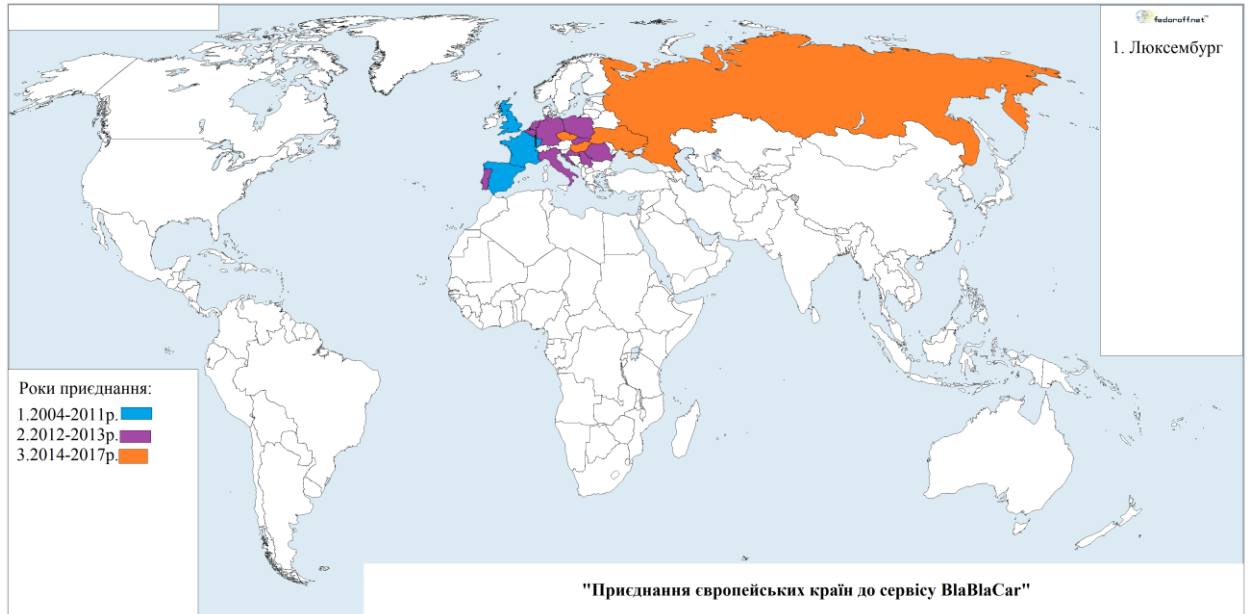 fedoroff.net™
1. Люксембург
Роки приєднання:
1.2004-2011р.
2.2012-2013р.
3.2014-2017р.
"Приєднання європейських країн до сервісу BlaBlaCar"